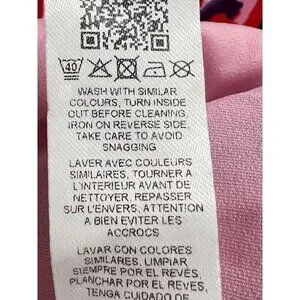 40
WASH WITH SIMILAR
COLOURS, TURN INSIDE
OUT BEFORE CLEANING,
IRON ON REVERSE SIDE,
TAKE CARE TO AVOID
SNAGGING
LAVER AVEC COULEURS
SIMILAIRES, TOURNER A
L'INTERIEUR AVANT DE
NETTOYER, REPASSER
SUR L'ENVERS, ATTENTION
A BIEN EVITER LES
ACCROCS
LAVAR CON COLORES
SIMILARES, LIMPIAR
SIEMPRE POR EL REVÉS,
PLANCHAR POR EL REVES,
TENGA CUIDADO DE